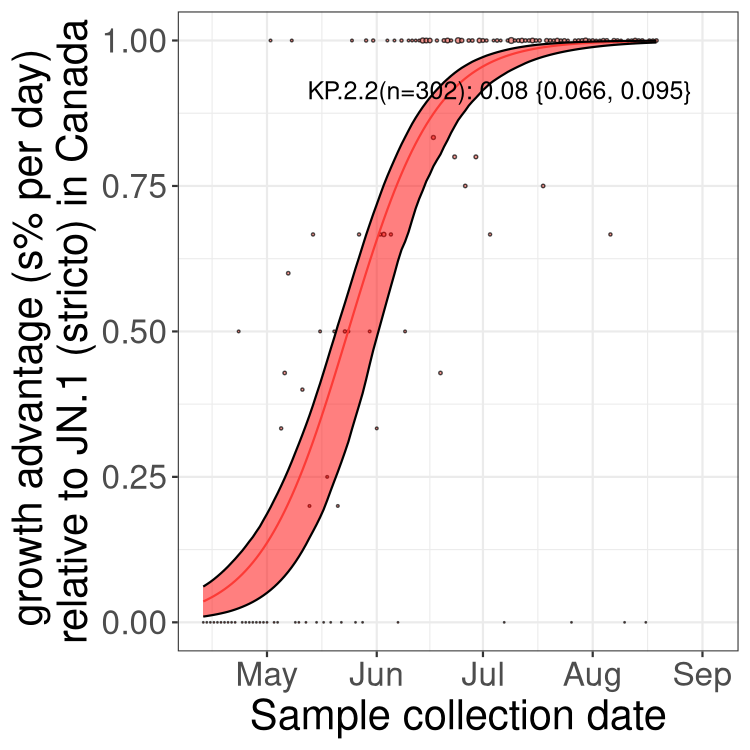 growth advantage (s% per day)
relative to JN.1 (stricto) in Canada
1.00
0.75
0.50
0.25
0.00
KP.2.2(n=302): 0.08 {0.066, 0.095}
May Jun Jul Aug Sep
Sample collection date